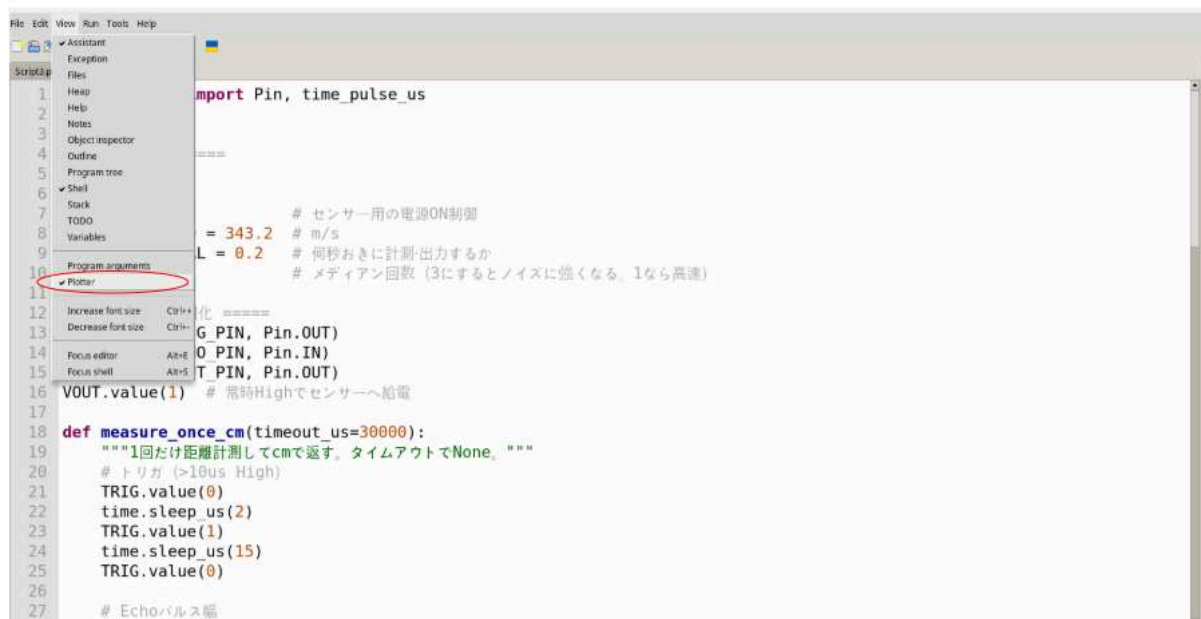 File Edit View Run Tools Help
✔ Assistant
Exception
Script3.p
Files
Heap
Help
Notes
Object inspector
Outline
Program tree
✔ Shell
Stack
TODO
Variables
Program arguments
✔ Plotter
Increase font size Ctrl++
Decrease font size Ctrl+-
Focus editor Alt+E
Focus shell Alt+S
1 mport Pin, time_pulse_us
2
3
4 ====
5
6
7 # センサー用の電源ON制御
8 = 343.2 # m/s
9 L = 0.2 # 何秒おきに計測・出力するか
10 # メディアン回数（3にするとノイズに強くなる。1なら高速）
11
12 化 =====
13 G_PIN, Pin.OUT)
14 O_PIN, Pin.IN)
15 T_PIN, Pin.OUT)
16 VOUT.value(1) # 常時Highでセンサーへ給電
17
18 def measure_once_cm(timeout_us=30000):
19 """1回だけ距離計測してcmで返す。タイムアウトでNone。"""
20 # トリガ (>10us High)
21 TRIG.value(0)
22 time.sleep_us(2)
23 TRIG.value(1)
24 time.sleep_us(15)
25 TRIG.value(0)
26
27 # Echoパルス幅